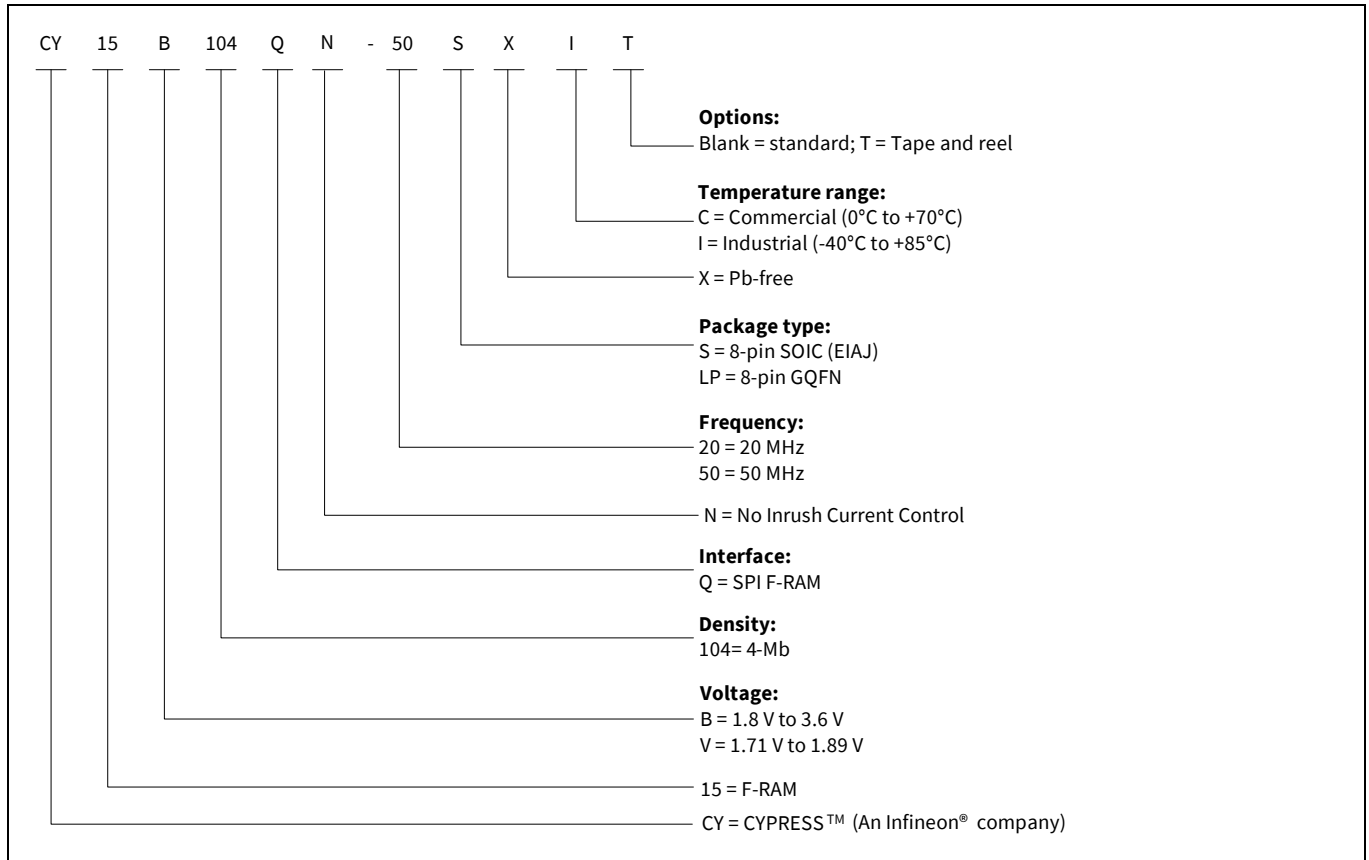 CY 15 B 104 Q N - 50 S X I T
Options:
Blank = standard; T = Tape and reel
Temperature range:
C = Commercial (0°C to +70°C)
I = Industrial (-40°C to +85°C)
X = Pb-free
Package type:
S = 8-pin SOIC (EIAJ)
LP = 8-pin GQFN
Frequency:
20 = 20 MHz
50 = 50 MHz
N = No Inrush Current Control
Interface:
Q = SPI F-RAM
Density:
104= 4-Mb
Voltage:
B = 1.8 V to 3.6 V
V = 1.71 V to 1.89 V
15 = F-RAM
CY = CYPRESS™ (An Infineon® company)